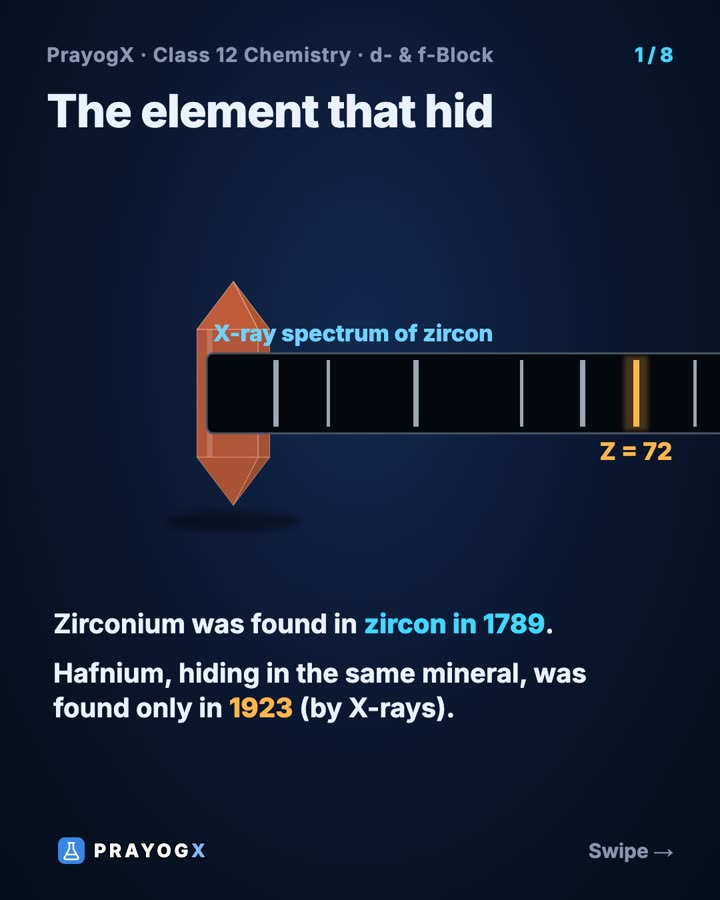 PrayogX · Class 12 Chemistry · d- & f-Block
1 / 8
The element that hid
X-ray spectrum of zircon
Z = 72
Zirconium was found in zircon in 1789.
Hafnium, hiding in the same mineral, was
found only in 1923 (by X-rays).
PRAYOGX
Swipe →